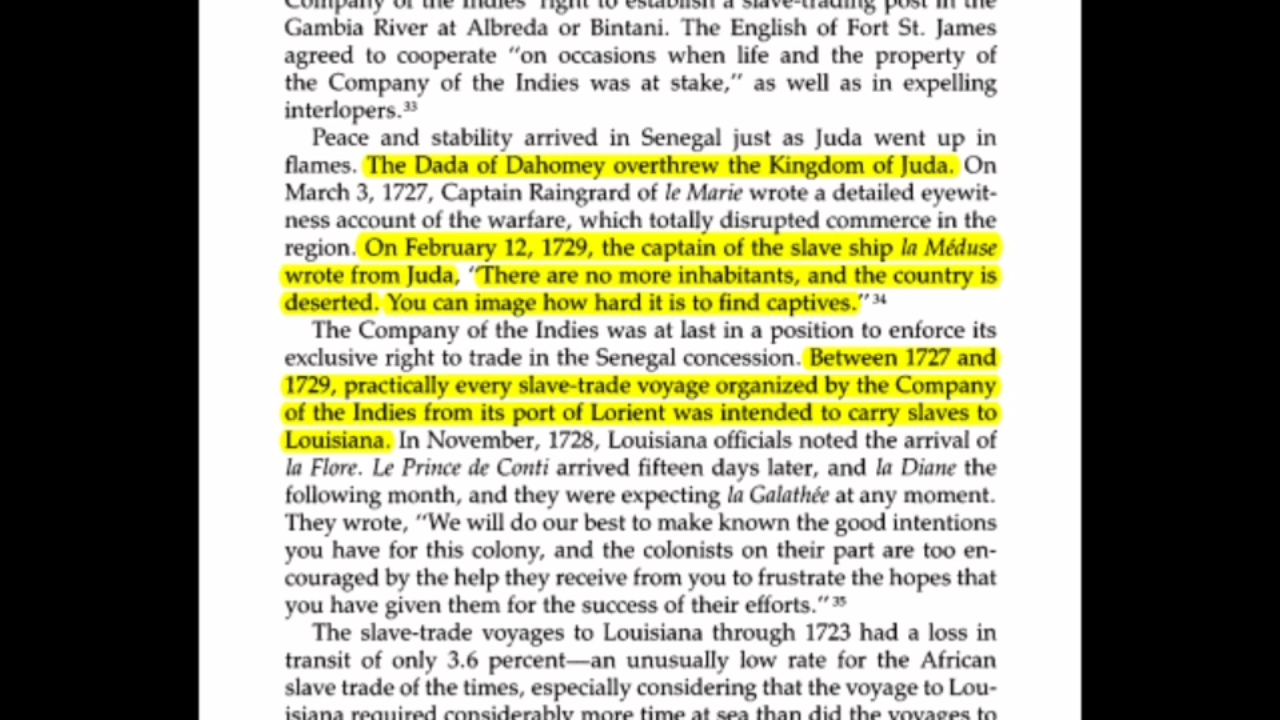 Company of the Indies' right to establish a slave-trading post in the
Gambia River at Albreda or Bintani. The English of Fort St. James
agreed to cooperate "on occasions when life and the property of
the Company of the Indies was at stake," as well as in expelling
interlopers.33
Peace and stability arrived in Senegal just as Juda went up in
flames. The Dada of Dahomey overthrew the Kingdom of Juda. On
March 3, 1727, Captain Raingrard of le Marie wrote a detailed eyewit-
ness account of the warfare, which totally disrupted commerce in the
region. On February 12, 1729, the captain of the slave ship la Méduse
wrote from Juda, "There are no more inhabitants, and the country is
deserted. You can image how hard it is to find captives."34
The Company of the Indies was at last in a position to enforce its
exclusive right to trade in the Senegal concession. Between 1727 and
1729, practically every slave-trade voyage organized by the Company
of the Indies from its port of Lorient was intended to carry slaves to
Louisiana. In November, 1728, Louisiana officials noted the arrival of
la Flore. Le Prince de Conti arrived fifteen days later, and la Diane the
following month, and they were expecting la Galathée at any moment.
They wrote, "We will do our best to make known the good intentions
you have for this colony, and the colonists on their part are too en-
couraged by the help they receive from you to frustrate the hopes that
you have given them for the success of their efforts."35
The slave-trade voyages to Louisiana through 1723 had a loss in
transit of only 3.6 percent—an unusually low rate for the African
slave trade of the times, especially considering that the voyage to Lou-
isiana required considerably more time at sea than did the voyages to